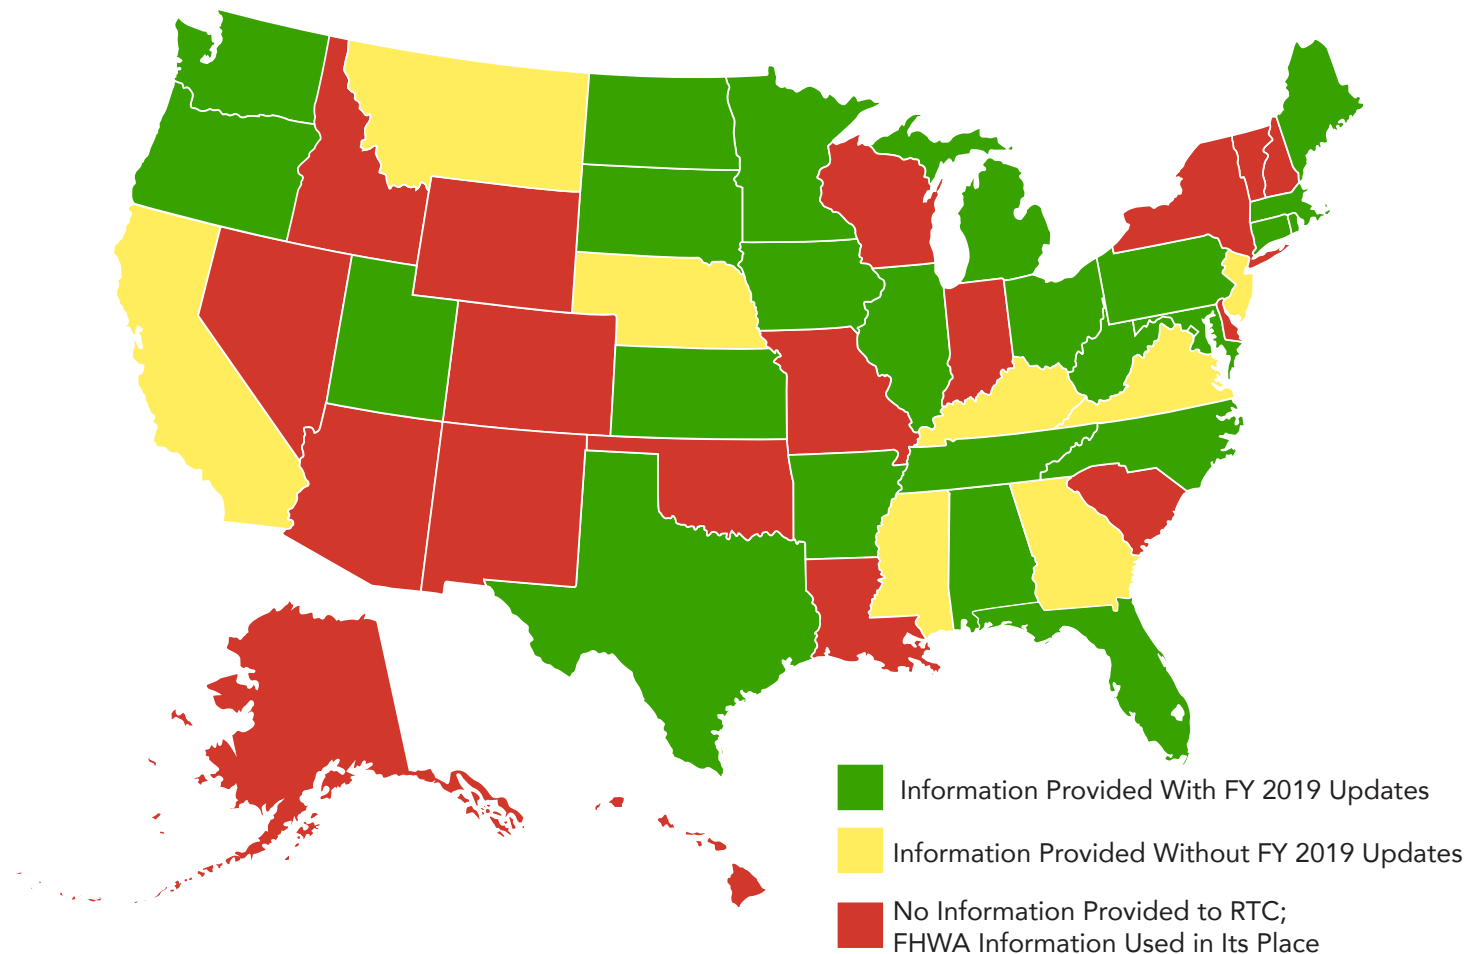 Information Provided With FY 2019 Updates
Information Provided Without FY 2019 Updates
No Information Provided to RTC;
FHWA Information Used in Its Place